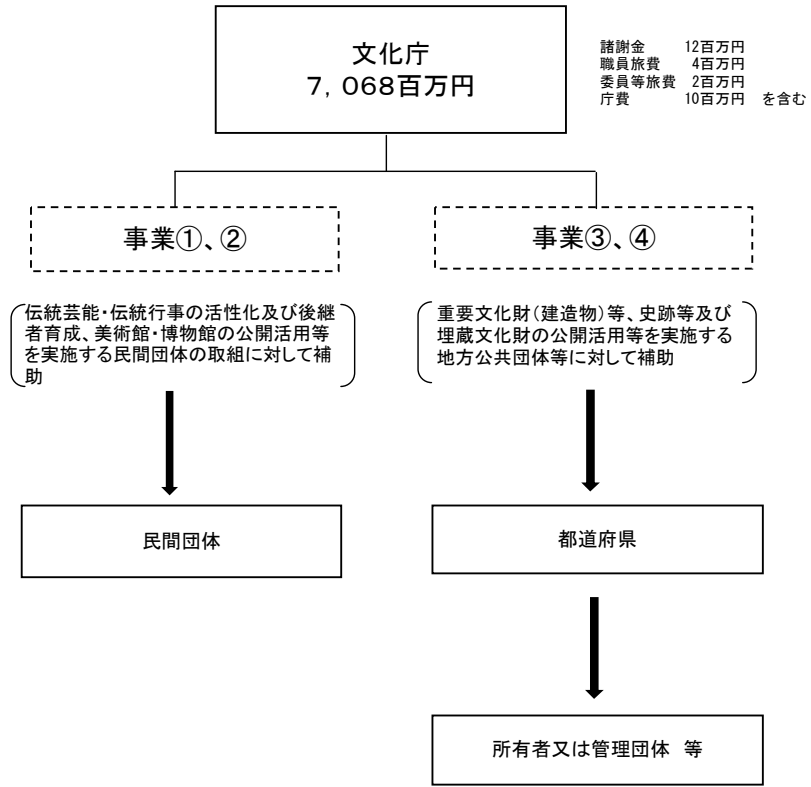 文化庁
7,068百万円
諸謝金 12百万円
職員旅費 4百万円
委員等旅費 2百万円
庁費 10百万円 を含む
事業①、②
伝統芸能・伝統行事の活性化及び後継
者育成、美術館・博物館の公開活用等
を実施する民間団体の取組に対して補
助
民間団体
事業③、④
重要文化財(建造物)等、史跡等及び
埋蔵文化財の公開活用等を実施する
地方公共団体等に対して補助
都道府県
所有者又は管理団体 等